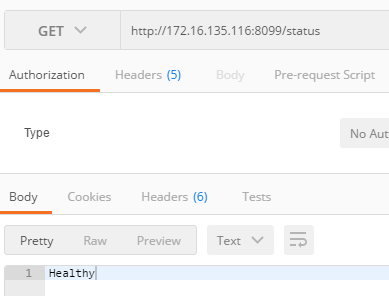 GET http://172.16.135.116:8099/status
Authorization Headers (5) Body Pre-request Script
Type No Aut
Body Cookies Headers (6) Tests
Pretty Raw Preview Text
1 Healthy